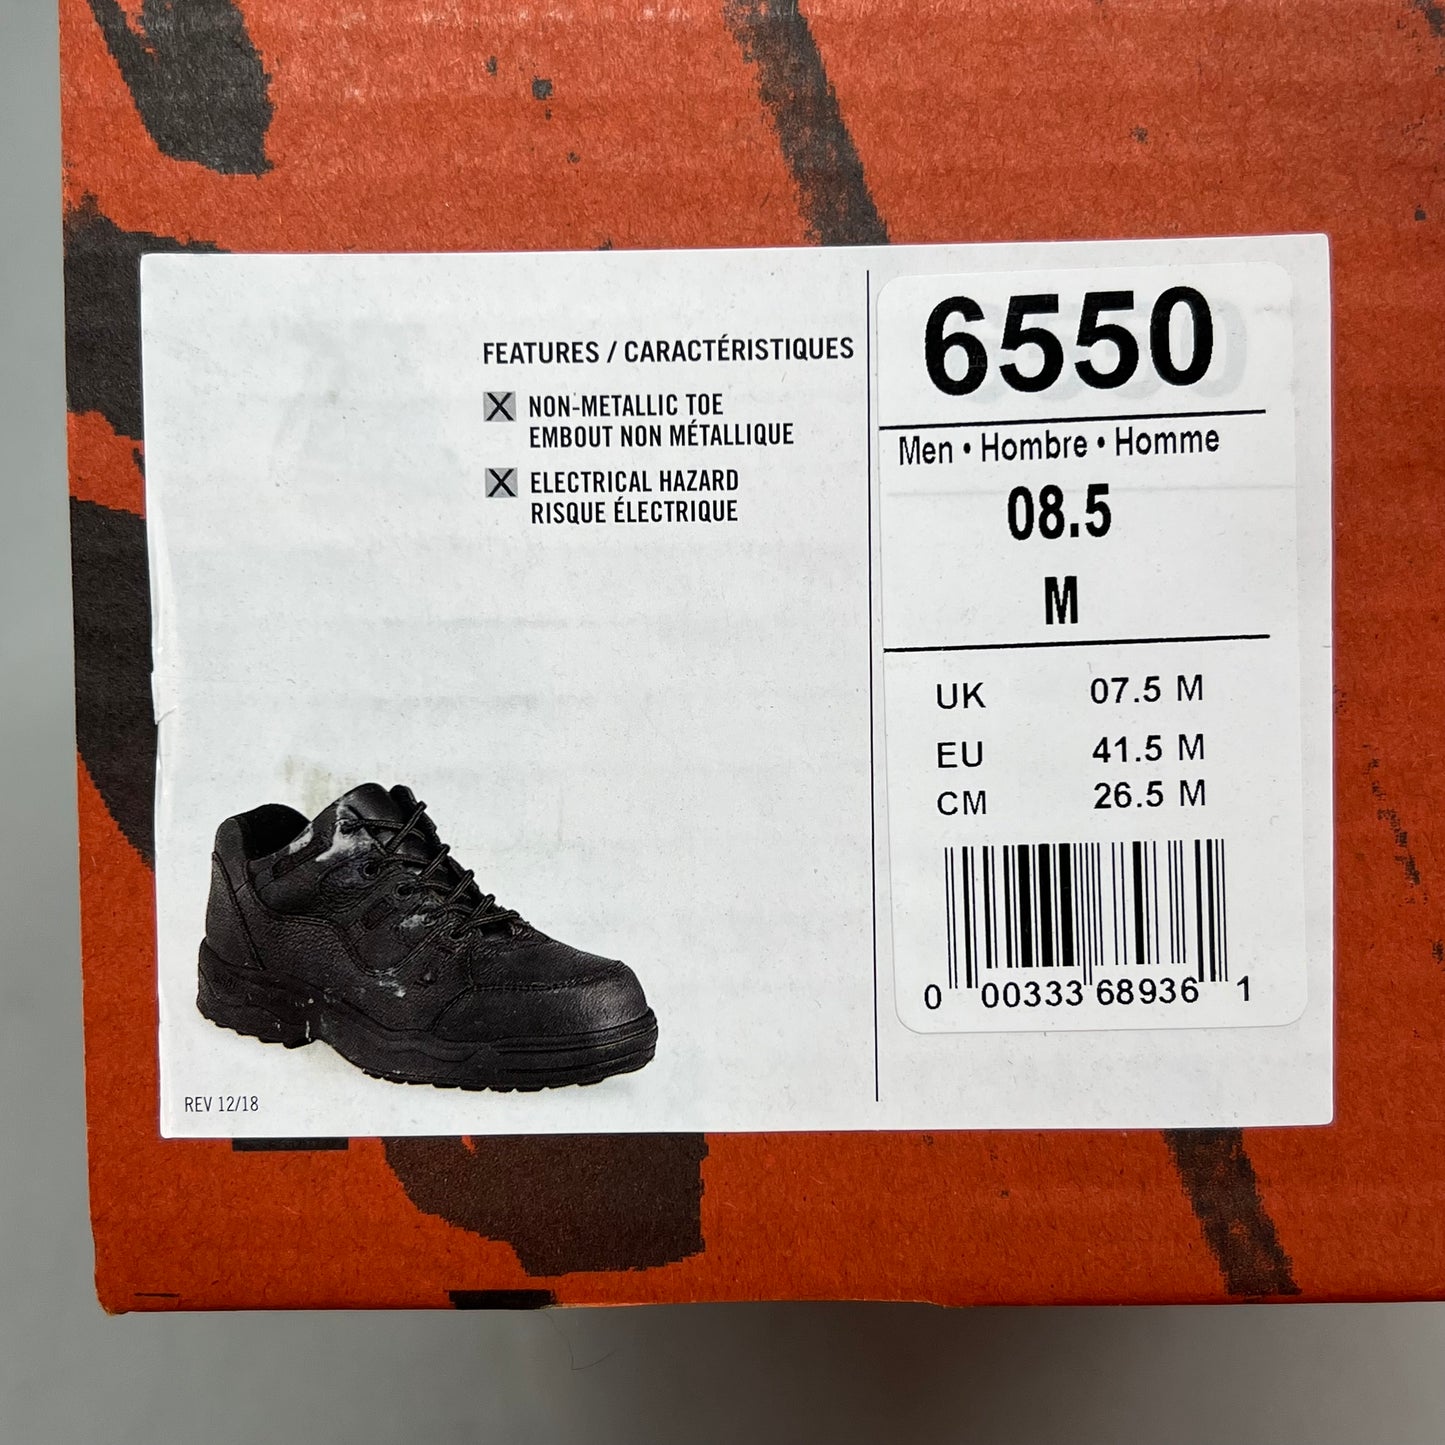 FEATURES / CARACTÉRISTIQUES
X NON-METALLIC TOE
EMBOUT NON MÉTALLIQUE
X ELECTRICAL HAZARD
RISQUE ÉLECTRIQUE
REV 12/18
6550
Men • Hombre • Homme
08.5
M
UK 07.5 M
EU 41.5 M
CM 26.5 M
0 00333 68936 1